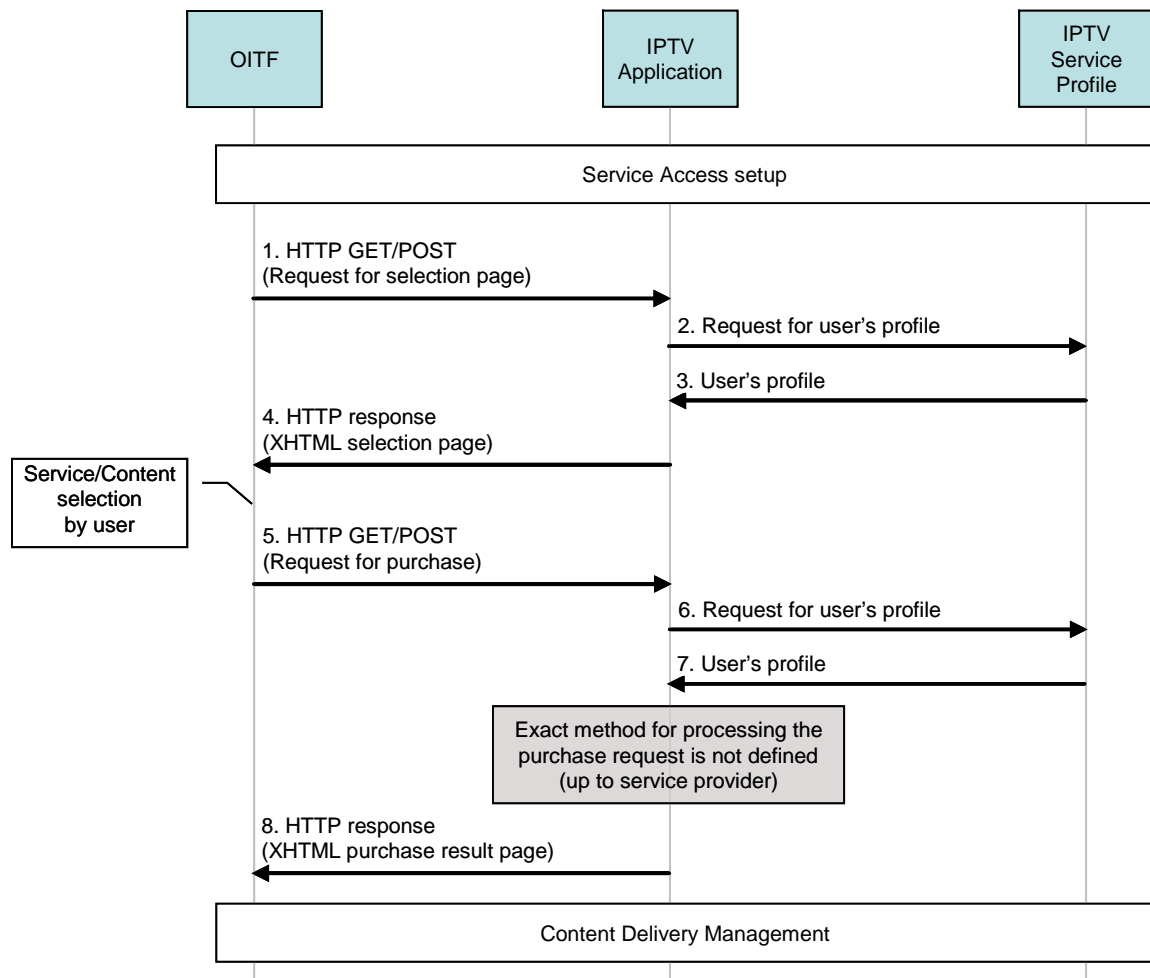 OITF
IPTV
Application
IPTV
Service
Profile
Service Access setup
1. HTTP GET/POST
(Request for selection page)
2. Request for user's profile
3. User's profile
4. HTTP response
(XHTML selection page)
Service/Content
selection
by user
5. HTTP GET/POST
(Request for purchase)
6. Request for user's profile
7. User's profile
Exact method for processing the
purchase request is not defined
(up to service provider)
8. HTTP response
(XHTML purchase result page)
Content Delivery Management